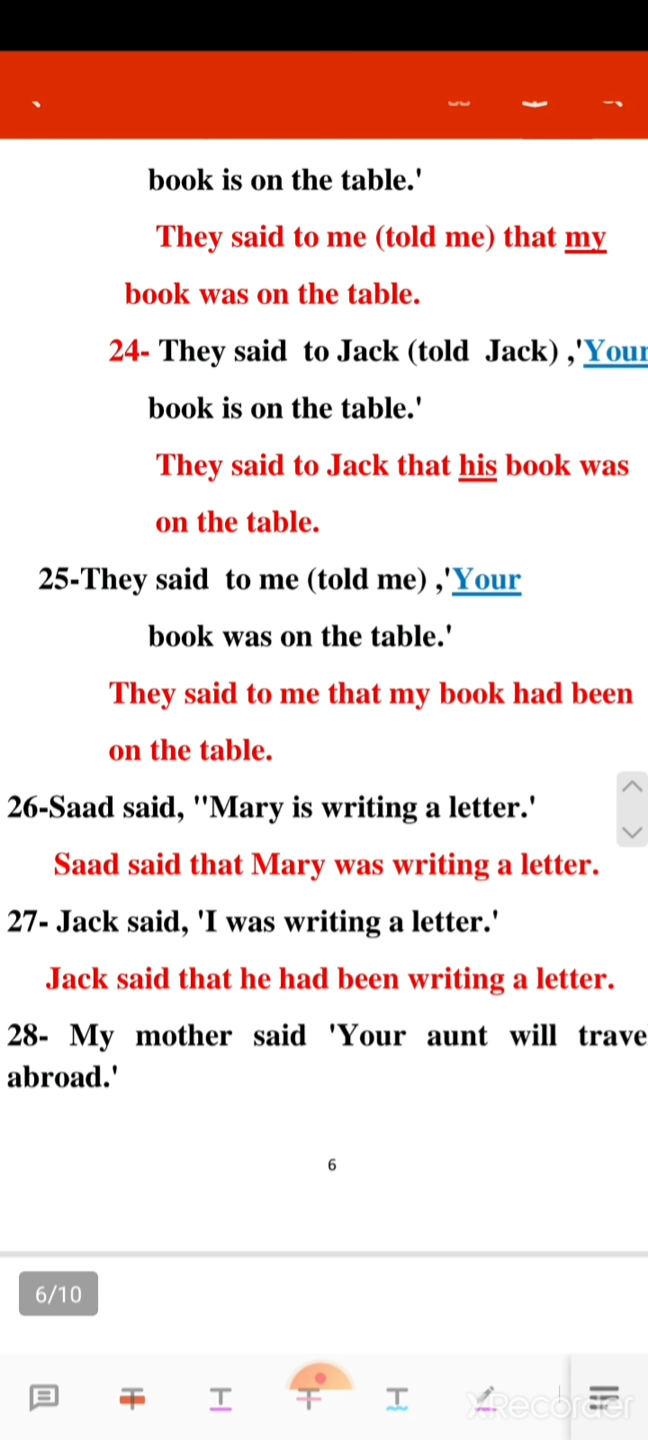 book is on the table.'
They said to me (told me) that my
book was on the table.
24- They said to Jack (told Jack) ,'Your
book is on the table.'
They said to Jack that his book was
on the table.
25-They said to me (told me) ,'Your
book was on the table.'
They said to me that my book had been
on the table.
26-Saad said, ''Mary is writing a letter.'
Saad said that Mary was writing a letter.
27- Jack said, 'I was writing a letter.'
Jack said that he had been writing a letter.
28- My mother said 'Your aunt will trave
abroad.'
6
6/10
XRecorder